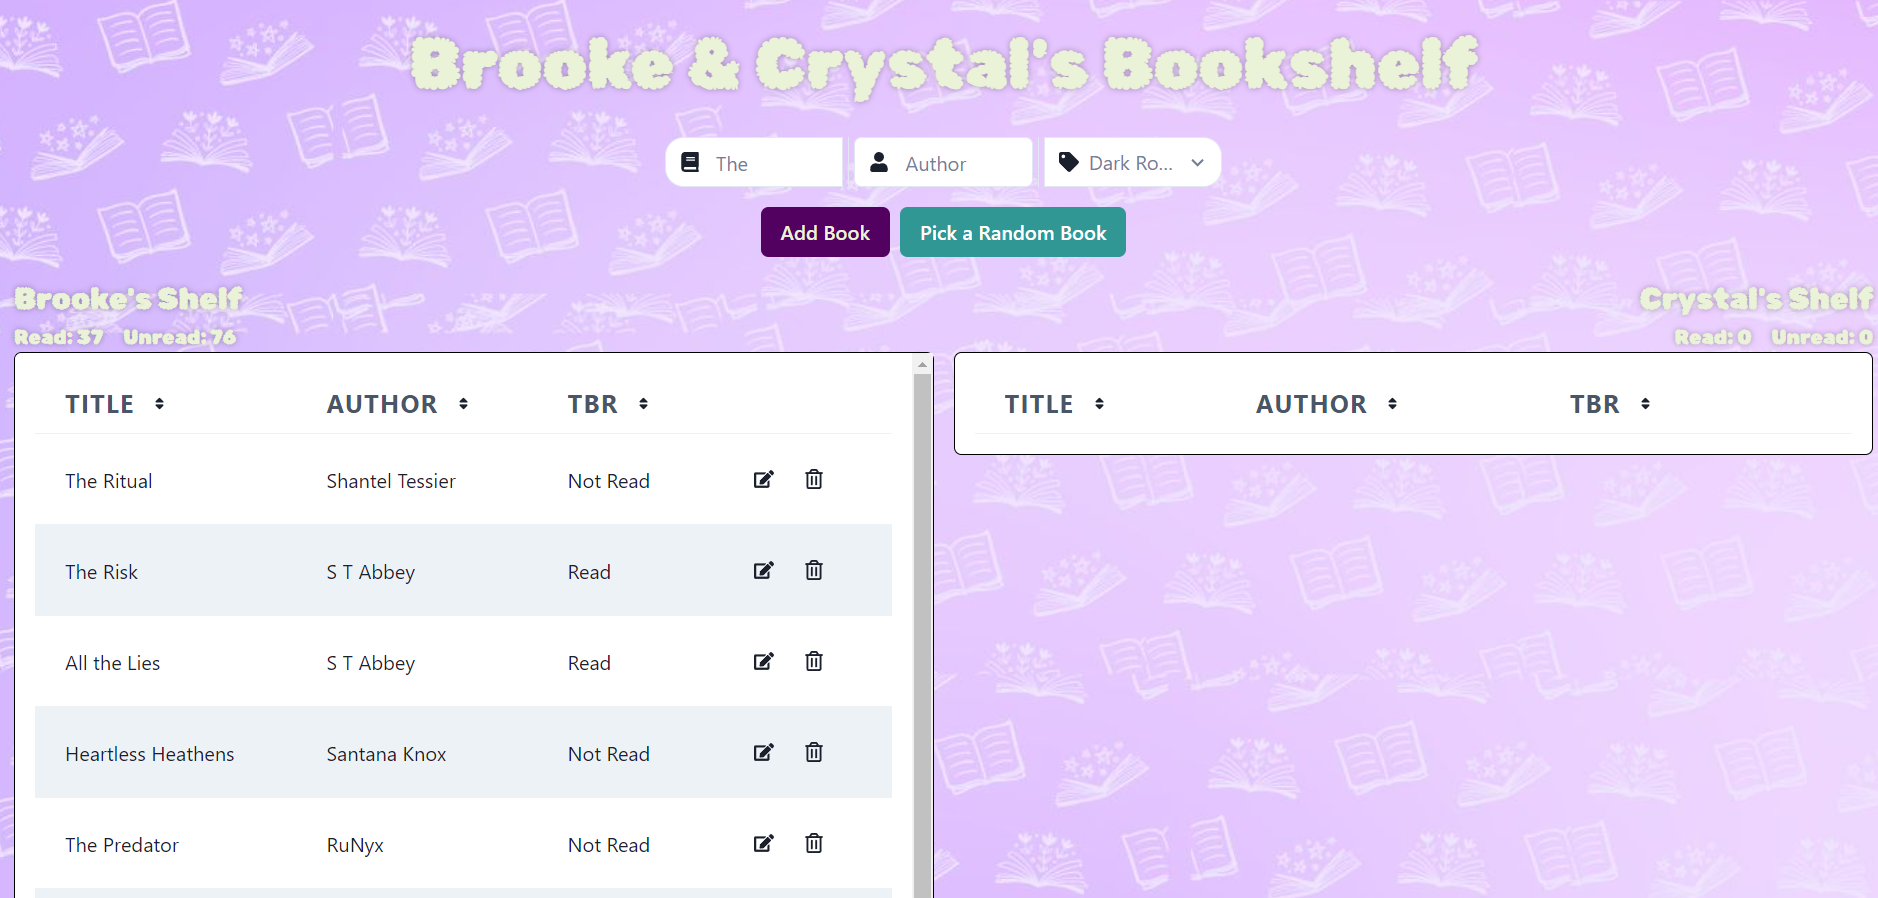 Brooke & Crystal's Bookshelf
The Author Dark Ro...
Add Book Pick a Random Book
Brooke's Shelf
Read: 37 Unread: 76
TITLE AUTHOR TBR
The Ritual Shantel Tessier Not Read
The Risk S T Abbey Read
All the Lies S T Abbey Read
Heartless Heathens Santana Knox Not Read
The Predator RuNyx Not Read
Crystal's Shelf
Read: 0 Unread: 0
TITLE AUTHOR TBR